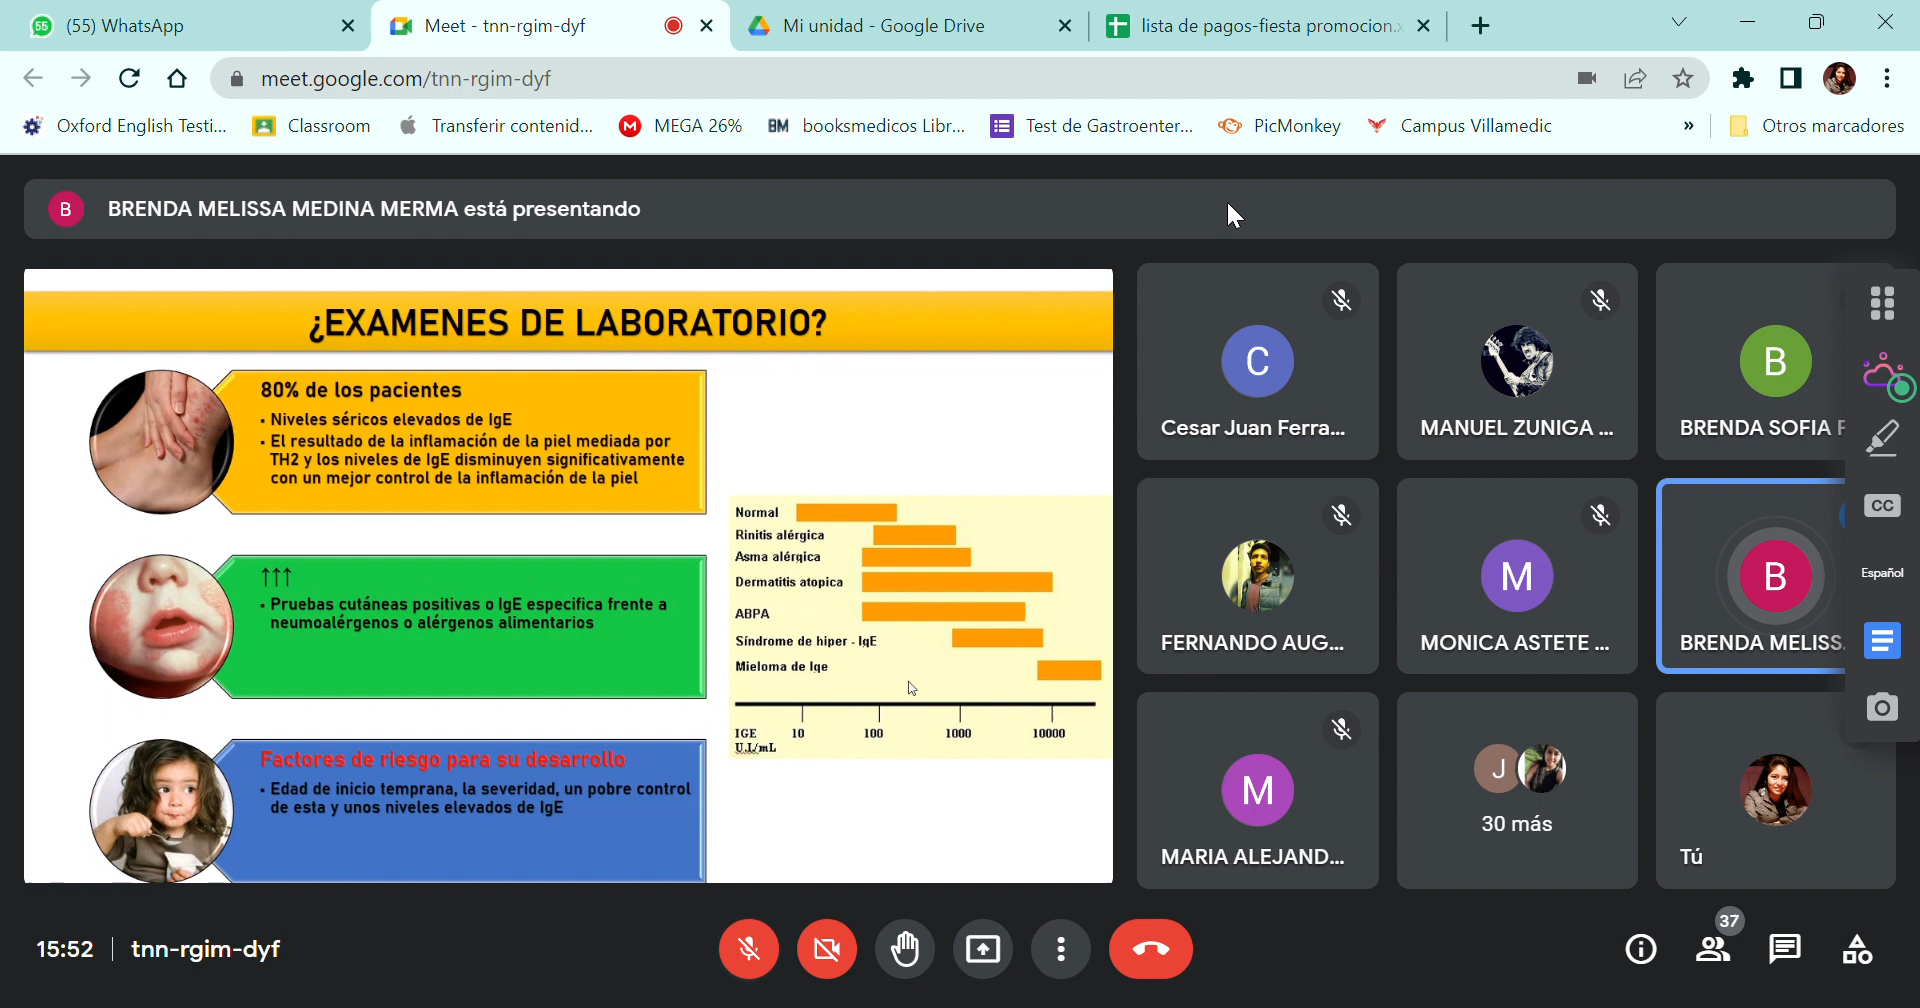 55 (55) WhatsApp
Meet - tnn-rgim-dyf
Mi unidad - Google Drive
lista de pagos-fiesta promocion.x
meet.google.com/tnn-rgim-dyf
Oxford English Testi...
Classroom
Transferir contenid...
M MEGA 26%
BM booksmedicos Libr...
Test de Gastroenter...
PicMonkey
Campus Villamedic
»
Otros marcadores
B BRENDA MELISSA MEDINA MERMA está presentando
¿EXAMENES DE LABORATORIO?
80% de los pacientes
• Niveles séricos elevados de IgE
• El resultado de la inflamación de la piel mediada por
TH2 y los niveles de IgE disminuyen significativamente
con un mejor control de la inflamación de la piel
↑↑↑
• Pruebas cutáneas positivas o IgE especifica frente a
neumoalérgenos o alérgenos alimentarios
Factores de riesgo para su desarrollo
• Edad de inicio temprana, la severidad, un pobre control
de esta y unos niveles elevados de IgE
Normal
Rinitis alérgica
Asma alérgica
Dermatitis atopica
ABPA
Síndrome de hiper - IgE
Mieloma de Ige
IGE 10 100 1000 10000
U.I./mL
C
Cesar Juan Ferra...
MANUEL ZUNIGA ...
B
BRENDA SOFIA F
FERNANDO AUG...
M
MONICA ASTETE ...
B
BRENDA MELISS.
M
MARIA ALEJAND...
J
30 más
Tú
CC
Español
15:52 | tnn-rgim-dyf
37